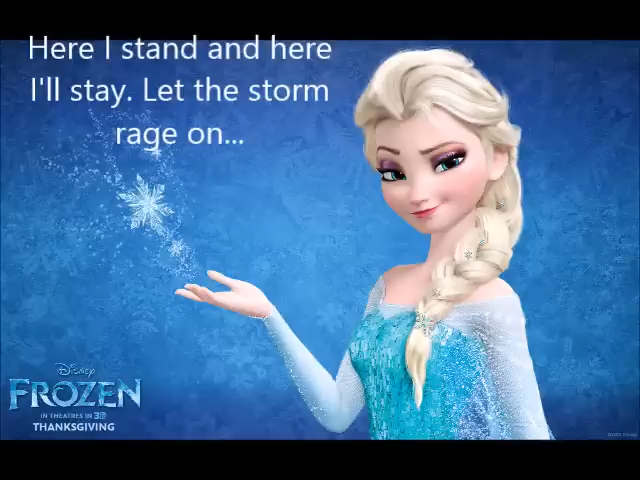 Here I stand and here
I'll stay. Let the storm
rage on...
Disney
FROZEN
IN THEATRES IN 3D
THANKSGIVING